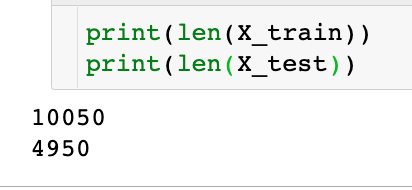 print(len(X_train))
print(len(X_test))
10050
4950